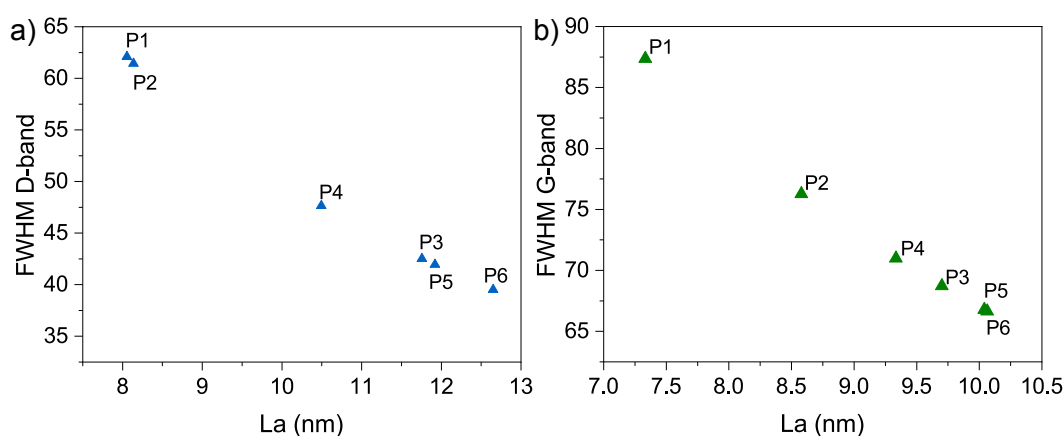 a)
65
60
55
50
45
40
35
FWHM D-band
P1
P2
P4
P3
P5
P6
8 9 10 11 12 13
La (nm)
b)
90
85
80
75
70
65
FWHM G-band
P1
P2
P4
P3
P5
P6
7.0 7.5 8.0 8.5 9.0 9.5 10.0 10.5
La (nm)